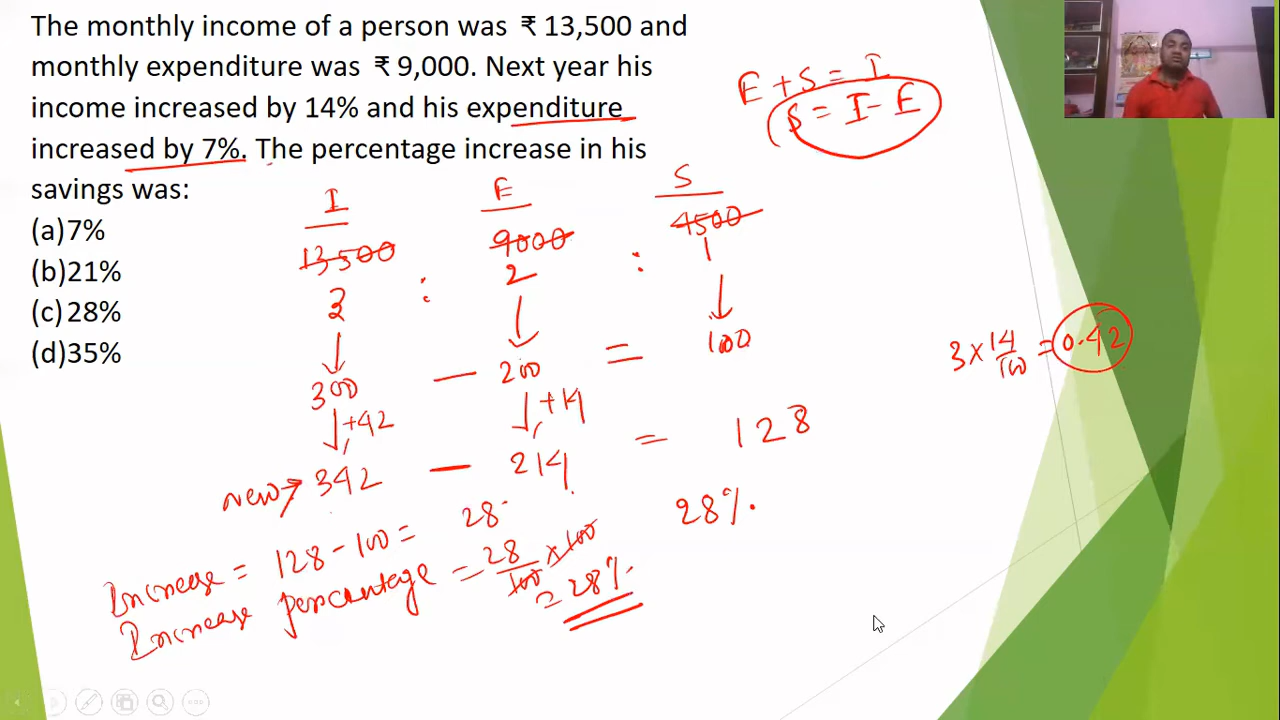 The monthly income of a person was ₹ 13,500 and
monthly expenditure was ₹ 9,000. Next year his
income increased by 14% and his expenditure
increased by 7%. The percentage increase in his
savings was:
(a)7%
(b)21%
(c)28%
(d)35%
E + S = I
S = I - E
I E S
13500 9000 4500
3 : 2 : 1
300 - 200 = 100
+42 +14
new → 342 - 214 = 128
28%.
Increase = 128 - 100 = 28
Increase percentage = 28/100 × 100
= 28%.
3 × 14/100 = 0.42